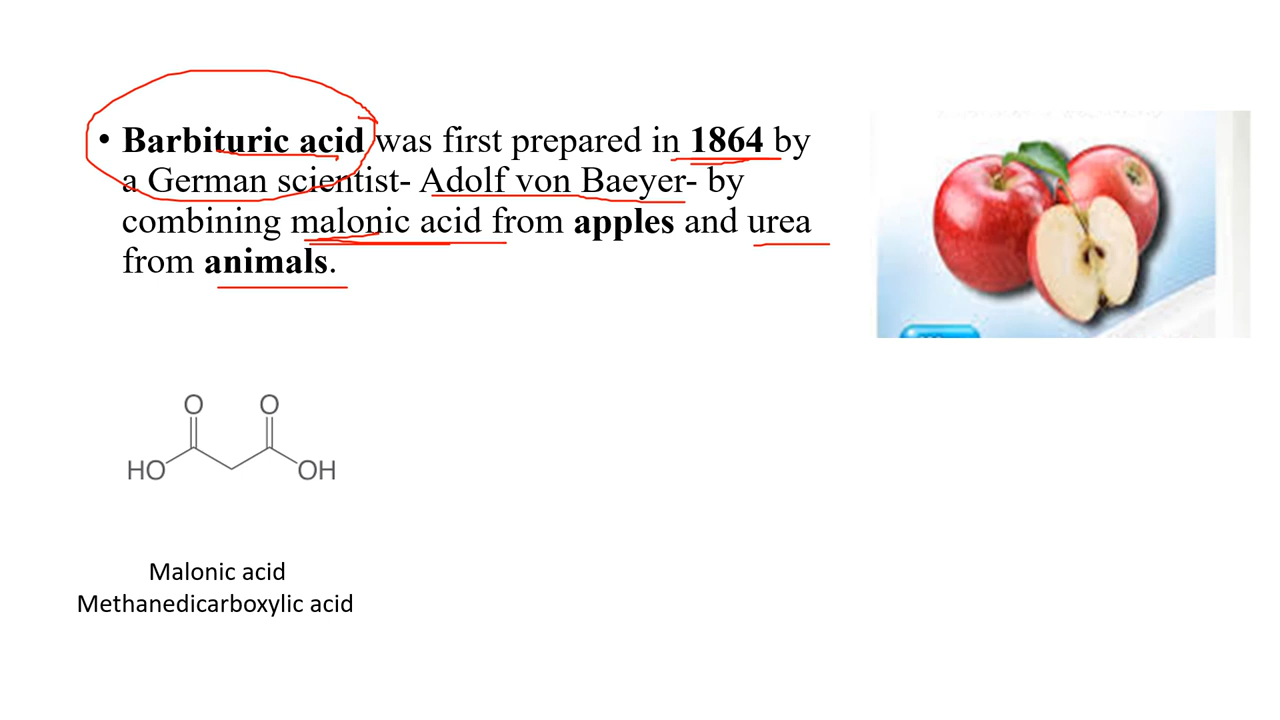 • Barbituric acid was first prepared in 1864 by
a German scientist- Adolf von Baeyer- by
combining malonic acid from apples and urea
from animals.
O O
HO OH
Malonic acid
Methanedicarboxylic acid